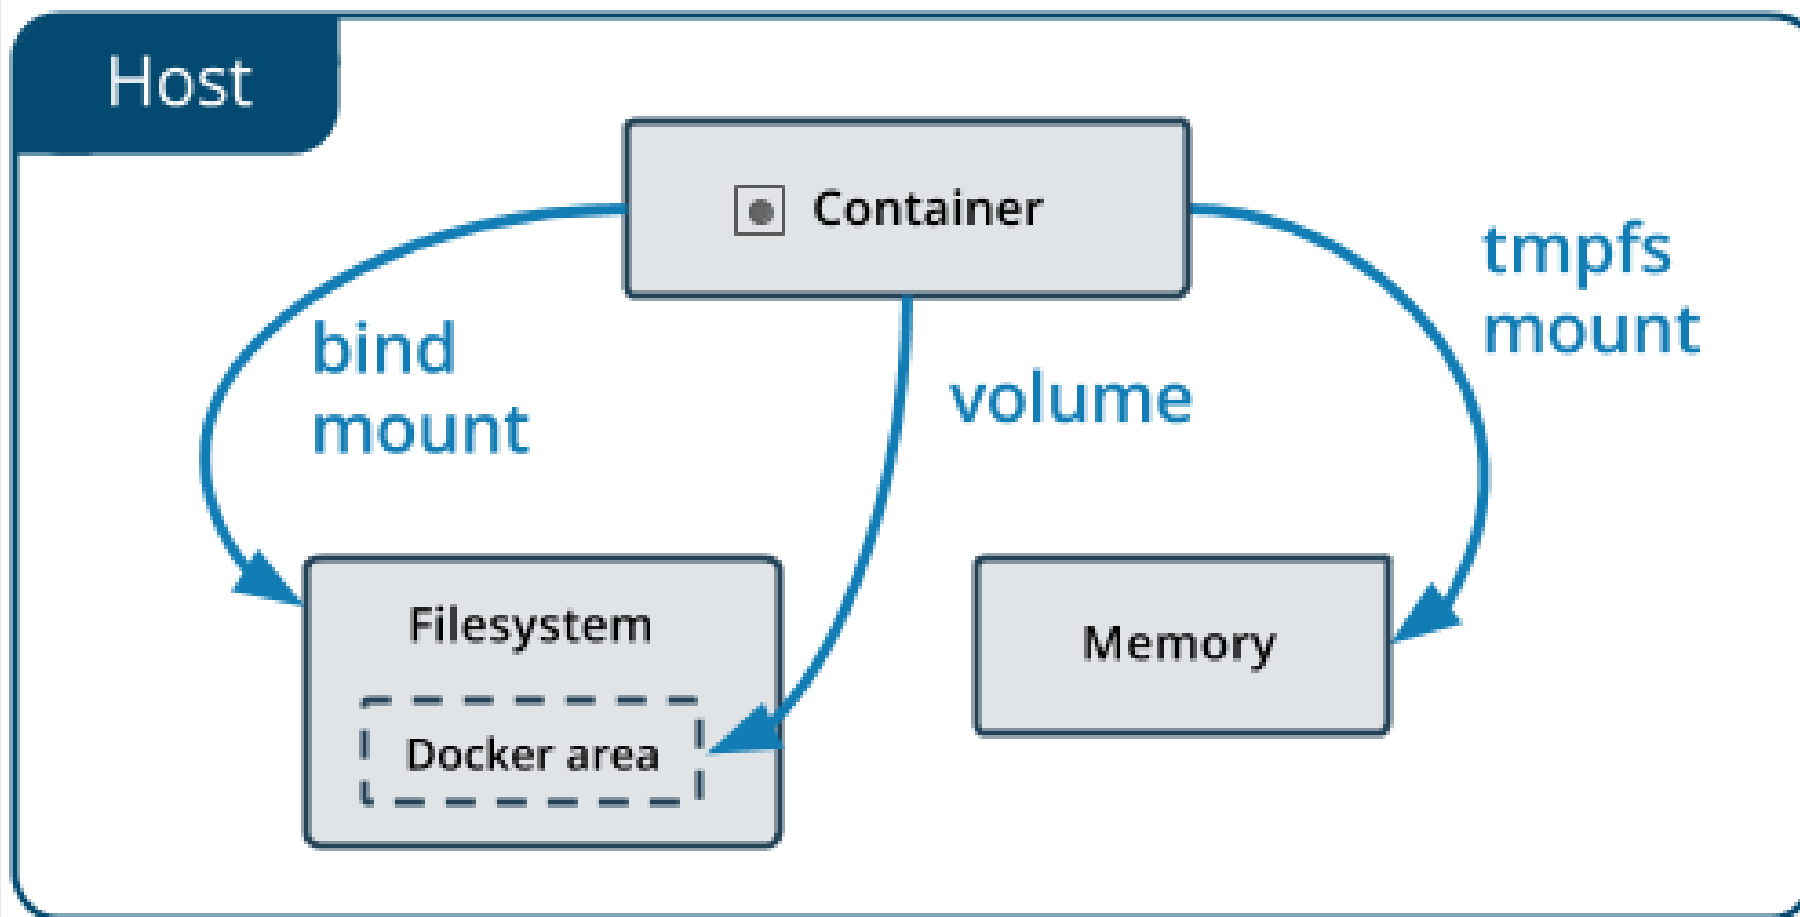 Host
Container
tmpfs
mount
bind
mount
volume
Filesystem
Memory
Docker area